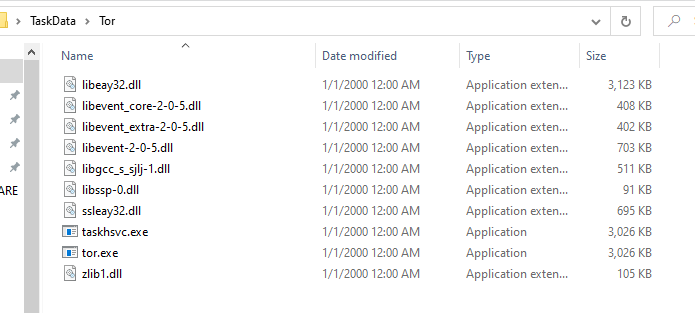 TaskData > Tor
Name Date modified Type Size
libeay32.dll 1/1/2000 12:00 AM Application exten... 3,123 KB
libevent_core-2-0-5.dll 1/1/2000 12:00 AM Application exten... 408 KB
libevent_extra-2-0-5.dll 1/1/2000 12:00 AM Application exten... 402 KB
libevent-2-0-5.dll 1/1/2000 12:00 AM Application exten... 703 KB
libgcc_s_sjlj-1.dll 1/1/2000 12:00 AM Application exten... 511 KB
libssp-0.dll 1/1/2000 12:00 AM Application exten... 91 KB
ARE
ssleay32.dll 1/1/2000 12:00 AM Application exten... 695 KB
taskhsvc.exe 1/1/2000 12:00 AM Application 3,026 KB
tor.exe 1/1/2000 12:00 AM Application 3,026 KB
zlib1.dll 1/1/2000 12:00 AM Application exten... 105 KB